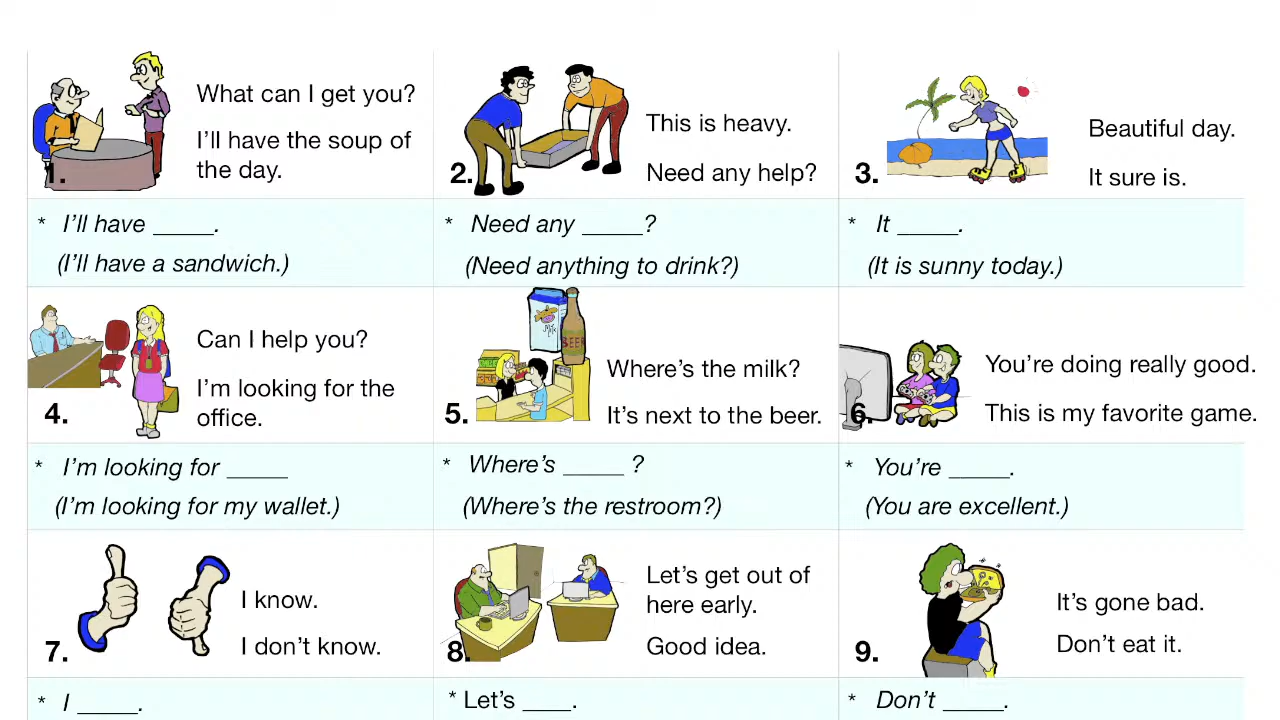 What can I get you?
I'll have the soup of
the day.
1.
* I'll have _____.
(I'll have a sandwich.)
This is heavy.
Need any help?
2.
* Need any _____?
(Need anything to drink?)
Beautiful day.
It sure is.
3.
* It _____.
(It is sunny today.)
Can I help you?
I'm looking for the
office.
4.
* I'm looking for _____
(I'm looking for my wallet.)
Milk
BEER
Where's the milk?
It's next to the beer.
5.
* Where's _____ ?
(Where's the restroom?)
You're doing really good.
This is my favorite game.
6.
* You're _____.
(You are excellent.)
I know.
I don't know.
7.
* I _____.
Let's get out of
here early.
Good idea.
8.
* Let's ____.
It's gone bad.
Don't eat it.
9.
* Don't _____.